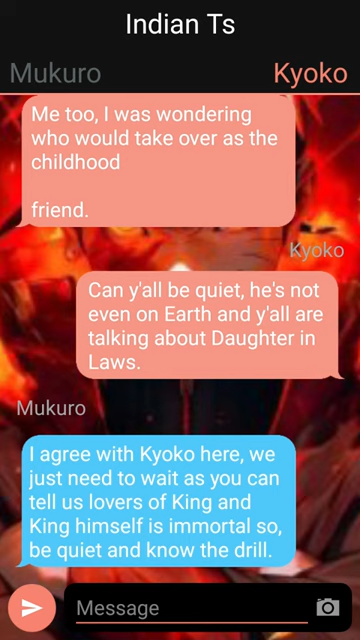 Indian Ts
Mukuro
Kyoko
Me too, I was wondering
who would take over as the
childhood
friend.
Kyoko
Can y'all be quiet, he's not
even on Earth and y'all are
talking about Daughter in
Laws.
Mukuro
I agree with Kyoko here, we
just need to wait as you can
tell us lovers of King and
King himself is immortal so,
be quiet and know the drill.
Message